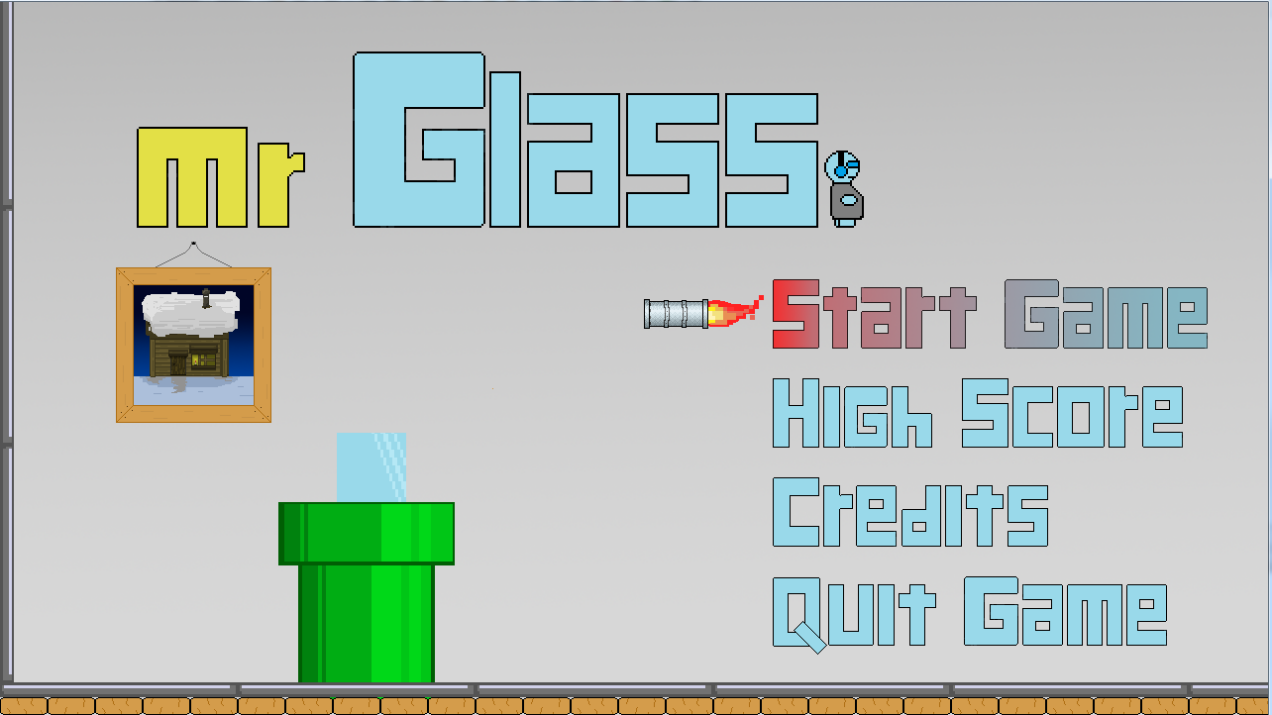 mr Glass
Start Game
High Score
Credits
Quit Game